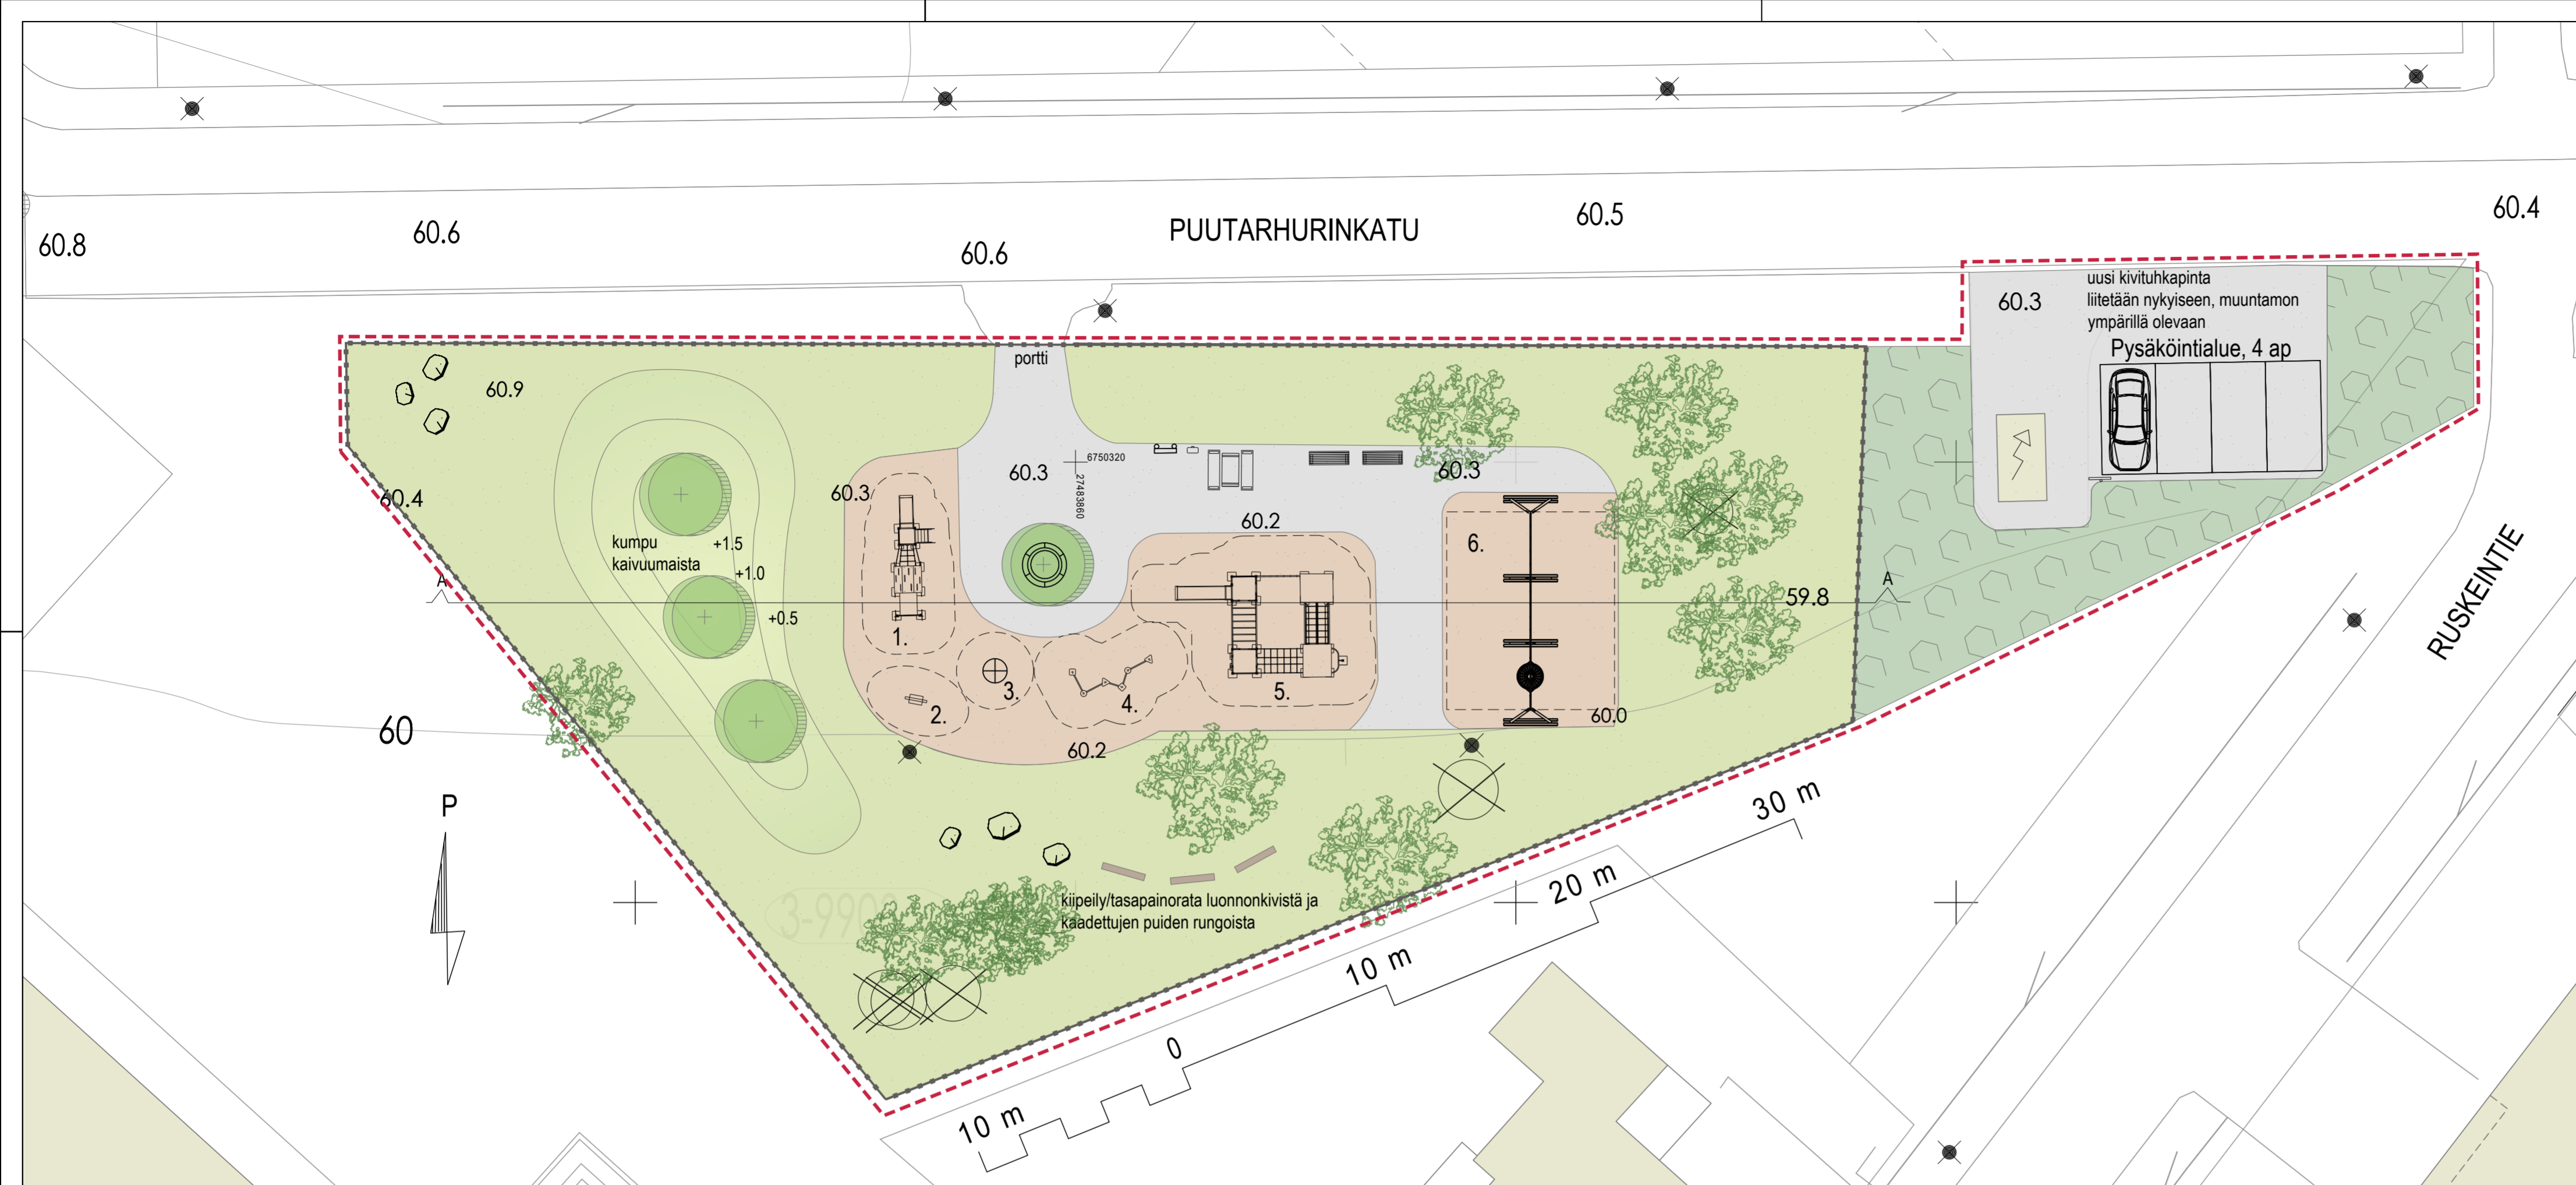 PUUTARHURINKATU
60.5
60.4
60.8
60.6
60.6
uusi kivituhkapinta
liitetään nykyiseen, muuntamon
ympärillä olevaan
60.3
Pysäköintialue, 4 ap
portti
60.9
6750320
27483860
60.3
60.3
60.3
60.4
60.2
kumpu
kaivuumaista
+1.5
+1.0
+0.5
A
A
59.8
6.
1.
2.
3.
4.
5.
60.0
60.2
60
RUSKEINTIE
P
30 m
20 m
10 m
0
10 m
kiipeily/tasapainorata luonnonkivistä ja
kaadettujen puiden rungoista
3-990